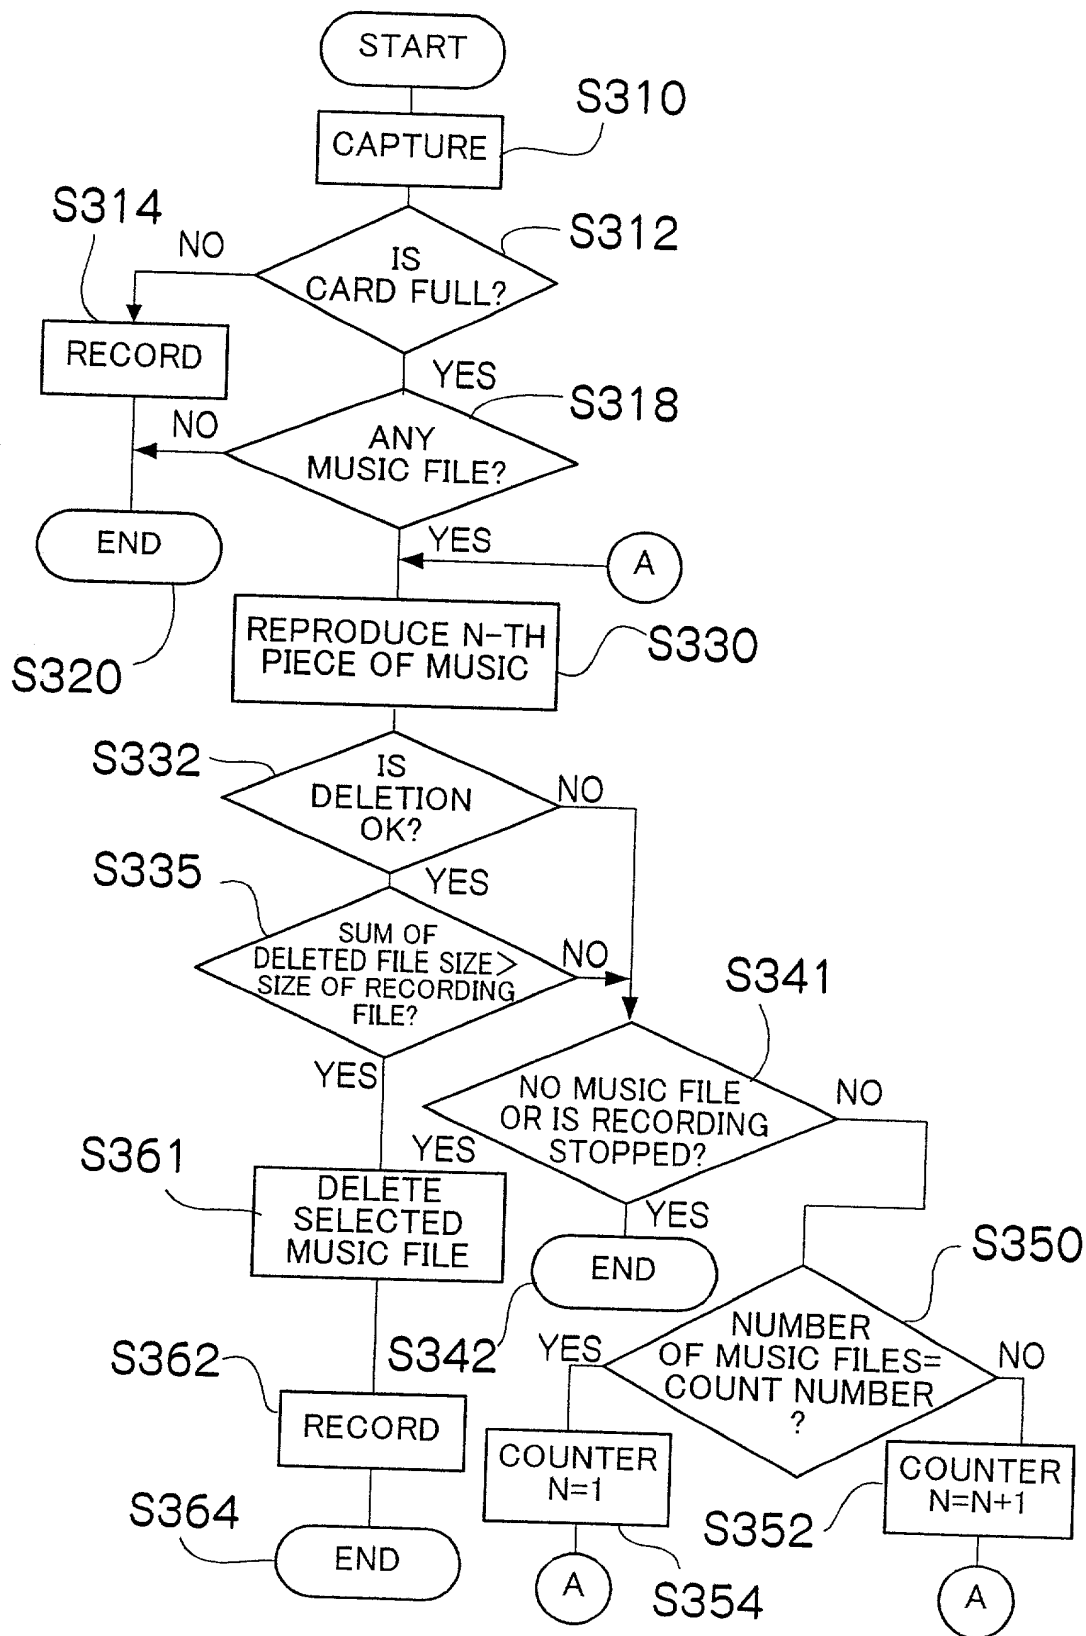 START
S310
CAPTURE
S314
NO
S312
IS
CARD FULL?
RECORD
YES
S318
NO
ANY
MUSIC FILE?
END
YES
A
S320
REPRODUCE N-TH
PIECE OF MUSIC
S330
S332
IS
DELETION
OK?
NO
S335
YES
SUM OF
DELETED FILE SIZE>
SIZE OF RECORDING
FILE?
NO
S341
YES
NO MUSIC FILE
OR IS RECORDING
STOPPED?
NO
YES
S361
DELETE
SELECTED
MUSIC FILE
YES
END
S350
S342
YES
NUMBER
OF MUSIC FILES=
COUNT NUMBER
?
NO
S362
RECORD
COUNTER
N=1
COUNTER
N=N+1
S352
S364
END
A
S354
A